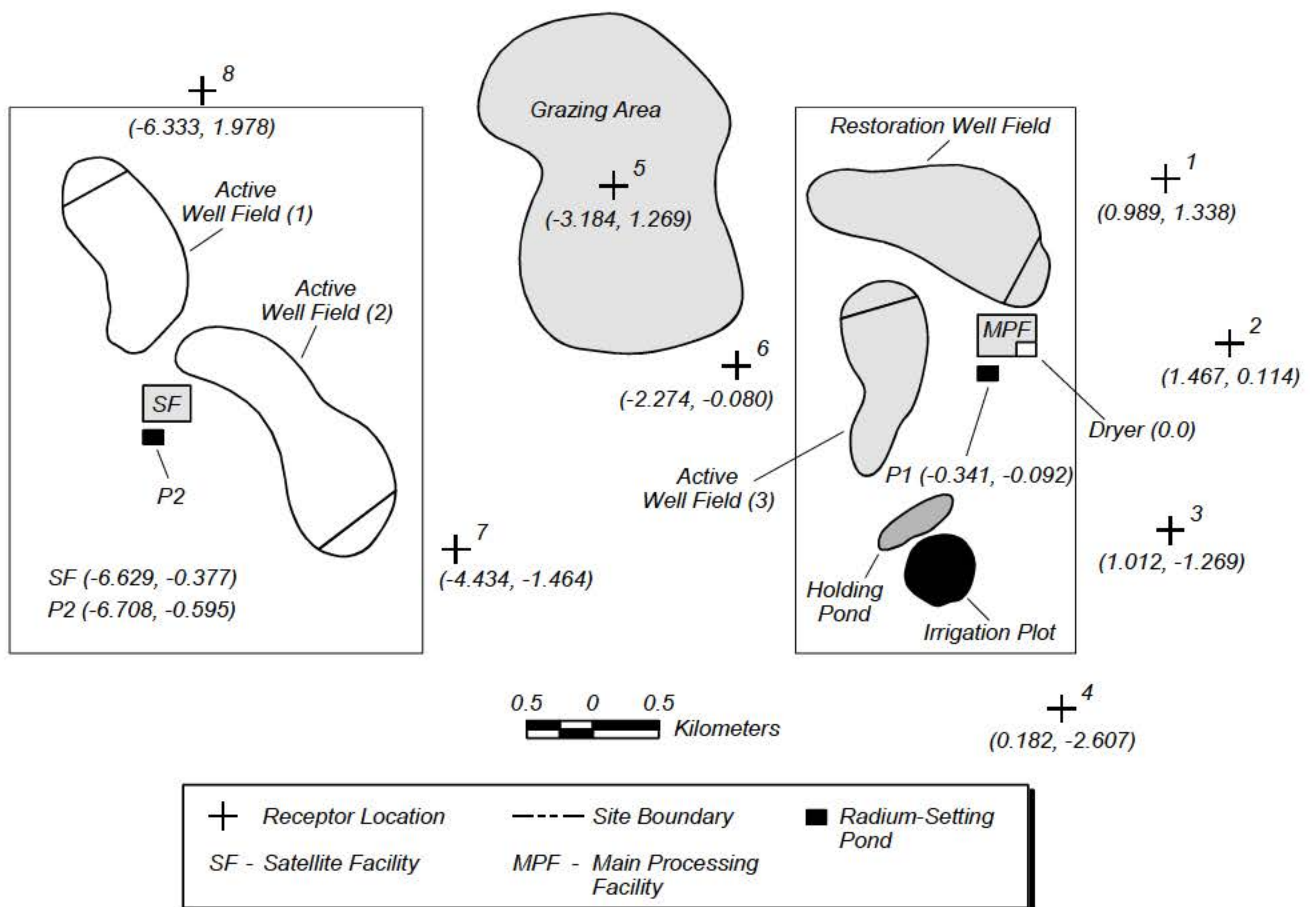 8
(-6.333, 1.978)
Active
Well Field (1)
Active
Well Field (2)
SF
P2
SF (-6.629, -0.377)
P2 (-6.708, -0.595)
7
(-4.434, -1.464)
Grazing Area
5
(-3.184, 1.269)
6
(-2.274, -0.080)
Restoration Well Field
MPF
Dryer (0.0)
P1 (-0.341, -0.092)
Active
Well Field (3)
Holding
Pond
Irrigation Plot
1
(0.989, 1.338)
2
(1.467, 0.114)
3
(1.012, -1.269)
4
(0.182, -2.607)
0.5 0 0.5
Kilometers
Receptor Location
Site Boundary
Radium-Setting
Pond
SF - Satellite Facility
MPF - Main Processing
Facility